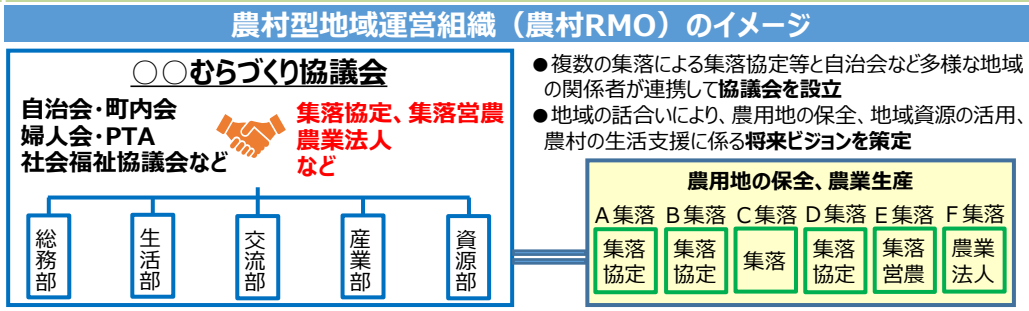 農村型地域運営組織（農村RMO）のイメージ
○○むらづくり協議会
自治会・町内会
婦人会・PTA
社会福祉協議会など
集落協定、集落営農
農業法人
など
総務部
生活部
交流部
産業部
資源部
●複数の集落による集落協定等と自治会など多様な地域
の関係者が連携して協議会を設立
●地域の話合いにより、農用地の保全、地域資源の活用、
農村の生活支援に係る将来ビジョンを策定
農用地の保全、農業生産
A集落 B集落 C集落 D集落 E集落 F集落
集落協定
集落協定
集落
集落協定
集落営農
農業法人